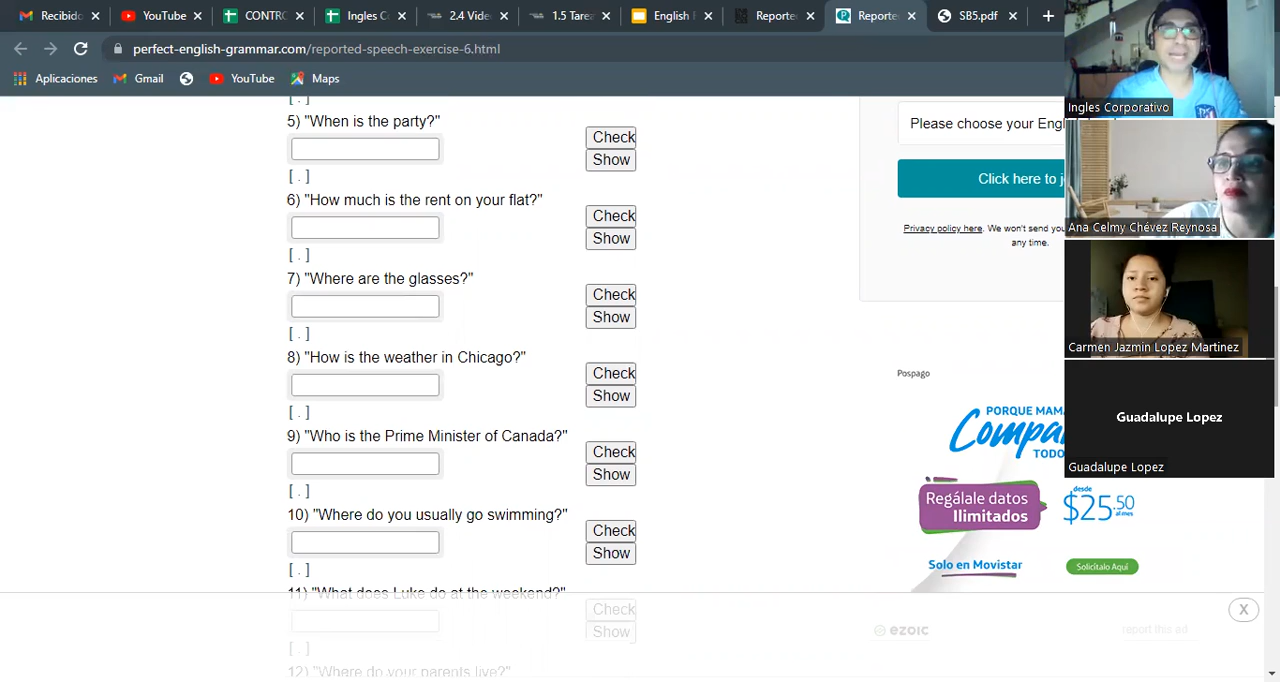 Recibido
YouTube
CONTRO
Ingles Co
2.4 Vide
1.5 Tarea
English
Reporte
Reporte
SB5.pdf
perfect-english-grammar.com/reported-speech-exercise-6.html
Aplicaciones
Gmail
YouTube
Maps
[ . ]
5) "When is the party?"
Check
Show
[ . ]
6) "How much is the rent on your flat?"
Check
Show
[ . ]
7) "Where are the glasses?"
Check
Show
[ . ]
8) "How is the weather in Chicago?"
Check
Show
[ . ]
9) "Who is the Prime Minister of Canada?"
Check
Show
[ . ]
10) "Where do you usually go swimming?"
Check
Show
[ . ]
11) "What does Luke do at the weekend?"
Check
Show
[ . ]
12) "Where do your parents live?"
Please choose your Engl
Click here to jo
Privacy policy here. We won't send you
any time.
Pospago
PORQUE MAMÁ
Compa
TODO
Regálale datos
Ilimitados
desde
$25.50
al mes
Solo en Movistar
Solicítalo Aquí
X
ezoic
report this ad
Ingles Corporativo
Ana Celmy Chévez Reynosa
Carmen Jazmin Lopez Martinez
Guadalupe Lopez
Guadalupe Lopez